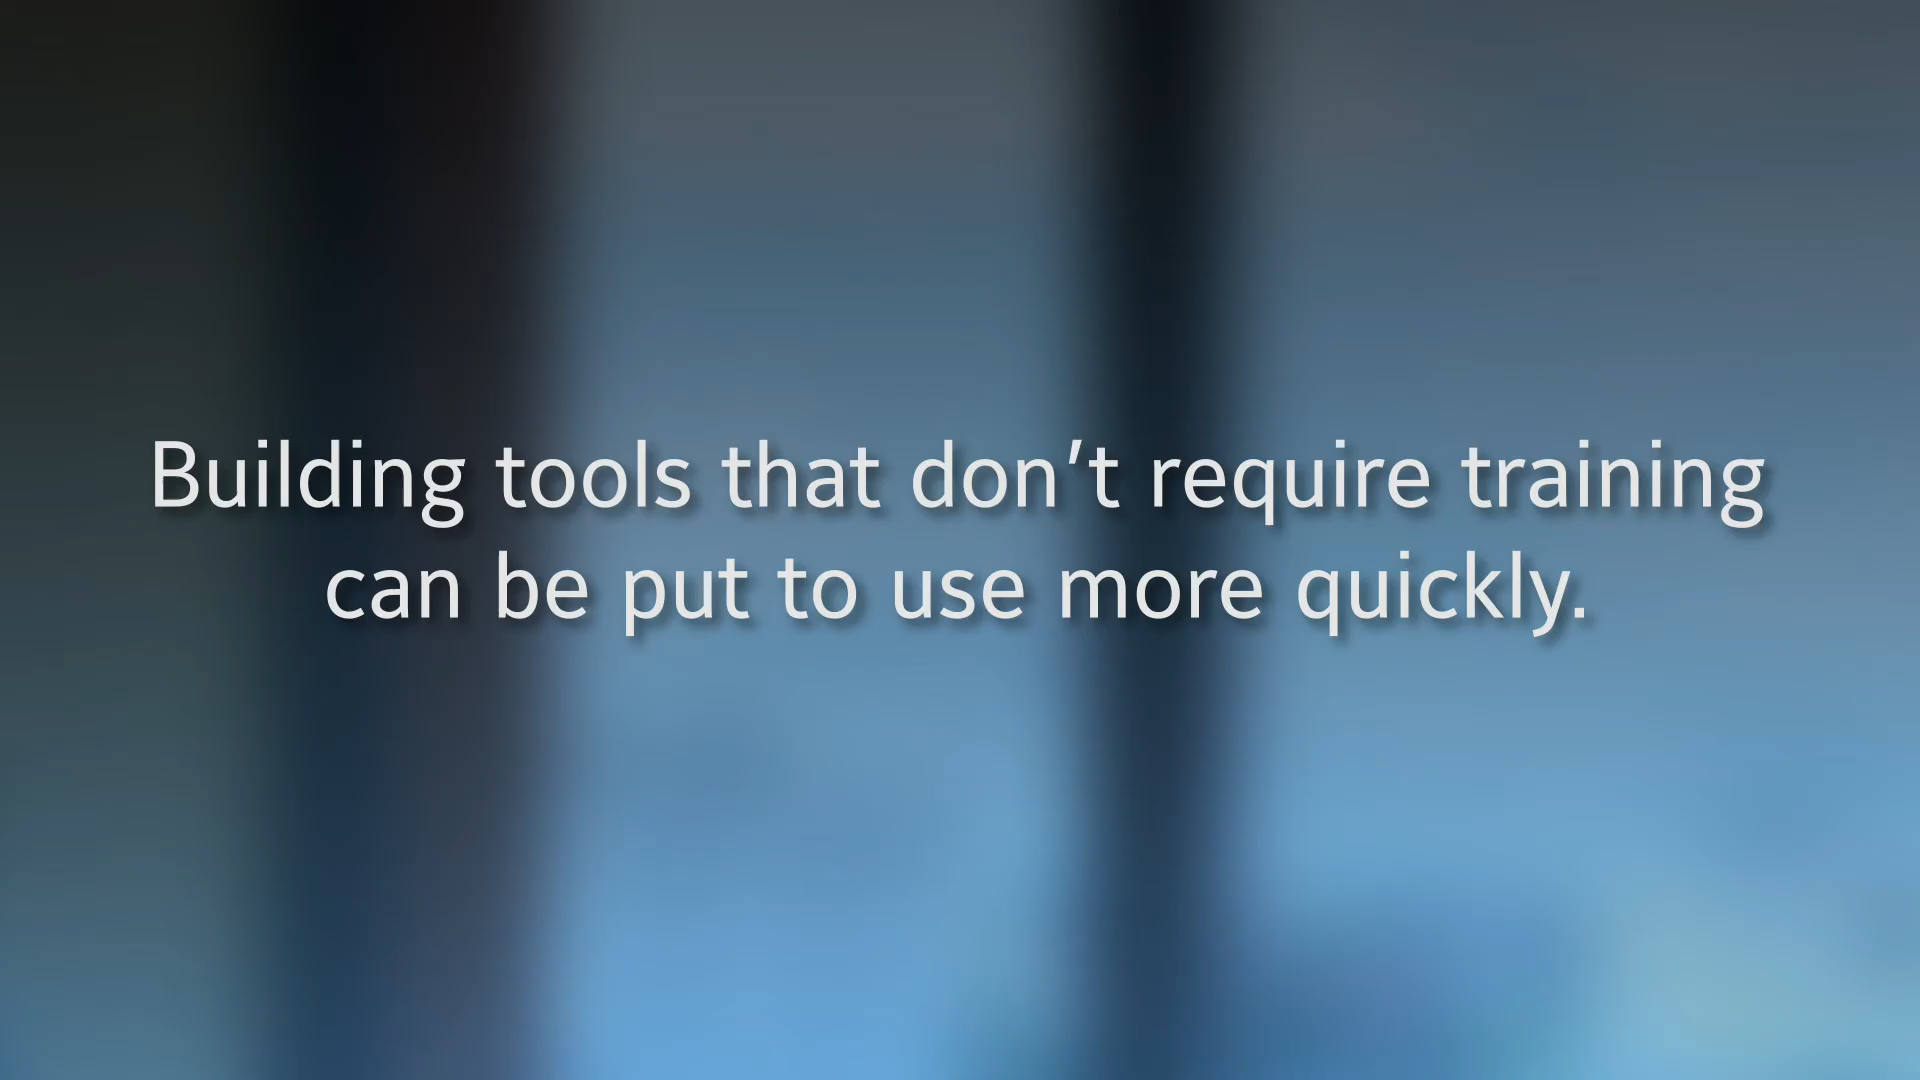 Building tools that don't require training
can be put to use more quickly.